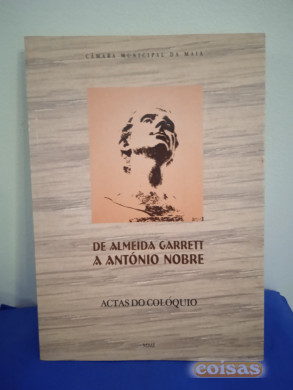 CÂMARA MUNICIPAL DA MAIA
DE ALMEIDA GARRETT
A ANTÓNIO NOBRE
ACTAS DO COLÓQUIO
coisas